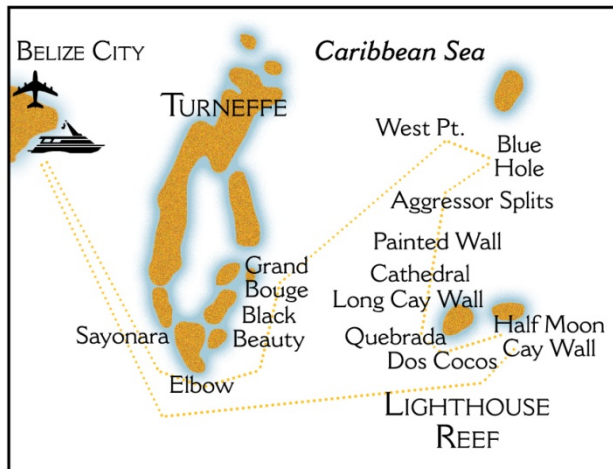 BELIZE CITY
Caribbean Sea
TURNEFFE
West Pt.
Blue
Hole
Aggressor Splits
Painted Wall
Grand
Bouge
Cathedral
Long Cay Wall
Black
Beauty
Sayonara
Quebrada
Half Moon
Cay Wall
Dos Cocos
Elbow
LIGHTHOUSE
REEF